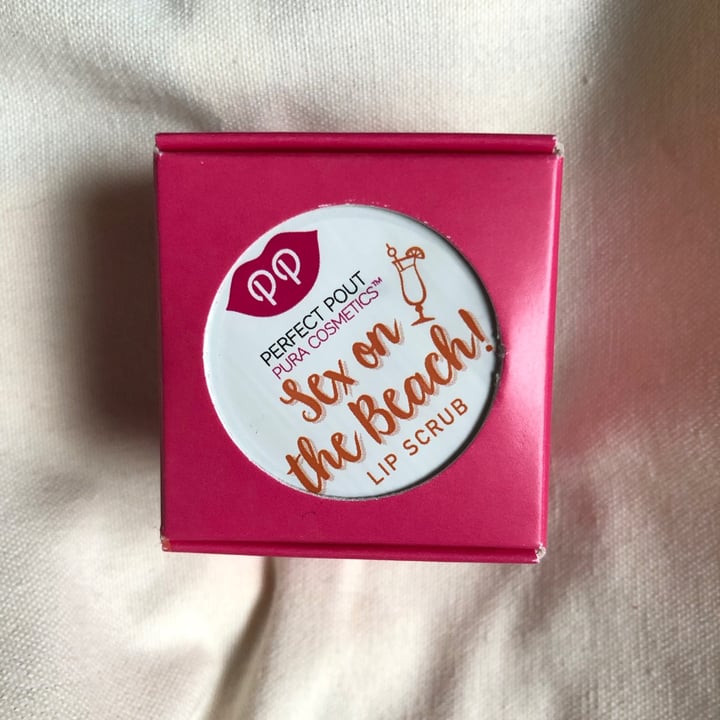 PP
PERFECT POUT
PURA COSMETICS™
Sex on
the Beach!
LIP SCRUB